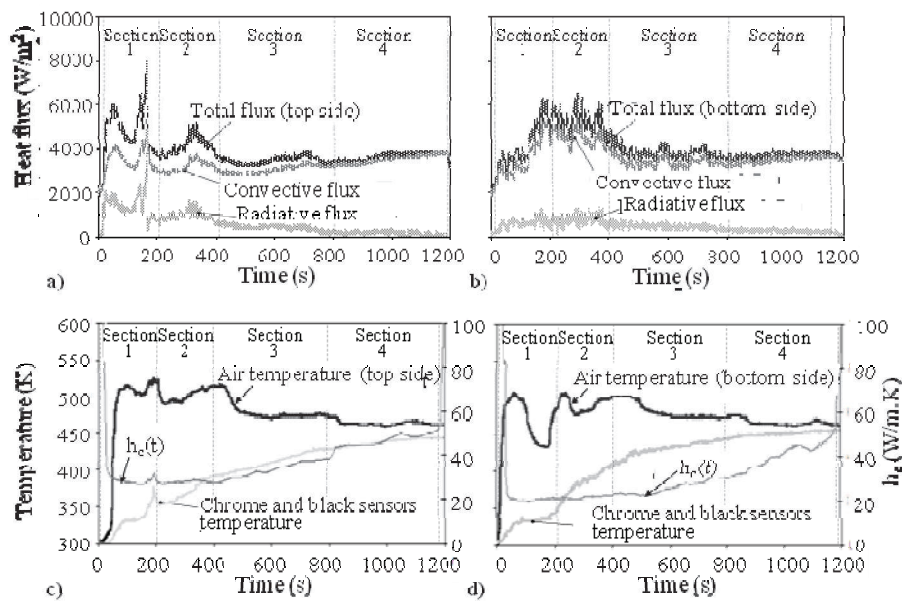 a)
Heat flux (W/m²)
10000
8000
6000
4000
2000
0
Section 1
Section 2
Section 3
Section 4
Total flux (top side)
Convective flux
Radiative flux
0 200 400 600 800 1000 1200
Time (s)
b)
Section 1
Section 2
Section 3
Section 4
Total flux (bottom side)
Convective flux
Radiative flux
0 200 400 600 800 1000 1200
Time (s)
c)
Temperature (K)
600
550
500
450
400
350
300
Section 1
Section 2
Section 3
Section 4
Air temperature (top side)
hc(t)
Chrome and black sensors
temperature
100
80
60
40
20
0
0 200 400 600 800 1000 1200
Time (s)
d)
Section 1
Section 2
Section 3
Section 4
Air temperature (bottom side)
hc(t)
Chrome and black sensors
temperature
100
80
60
40
20
0
hc (W/m.K)
0 200 400 600 800 1000 1200
Time (s)